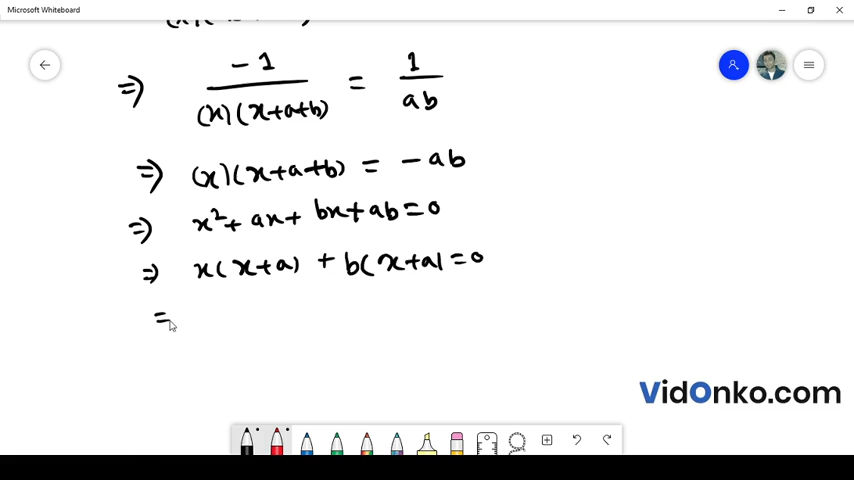 Microsoft Whiteboard
⇒ -1 / (x)(x+a+b) = 1 / ab
⇒ (x)(x+a+b) = -ab
⇒ x² + ax + bx + ab = 0
⇒ x(x+a) + b(x+a) = 0
=
VidOnko.com